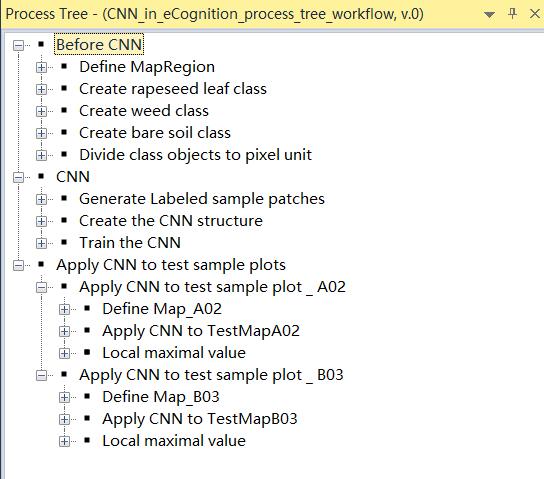 Process Tree - (CNN_in_eCognition_process_tree_workflow, v.0)
Before CNN
Define MapRegion
Create rapeseed leaf class
Create weed class
Create bare soil class
Divide class objects to pixel unit
CNN
Generate Labeled sample patches
Create the CNN structure
Train the CNN
Apply CNN to test sample plots
Apply CNN to test sample plot _ A02
Define Map_A02
Apply CNN to TestMapA02
Local maximal value
Apply CNN to test sample plot _ B03
Define Map_B03
Apply CNN to TestMapB03
Local maximal value